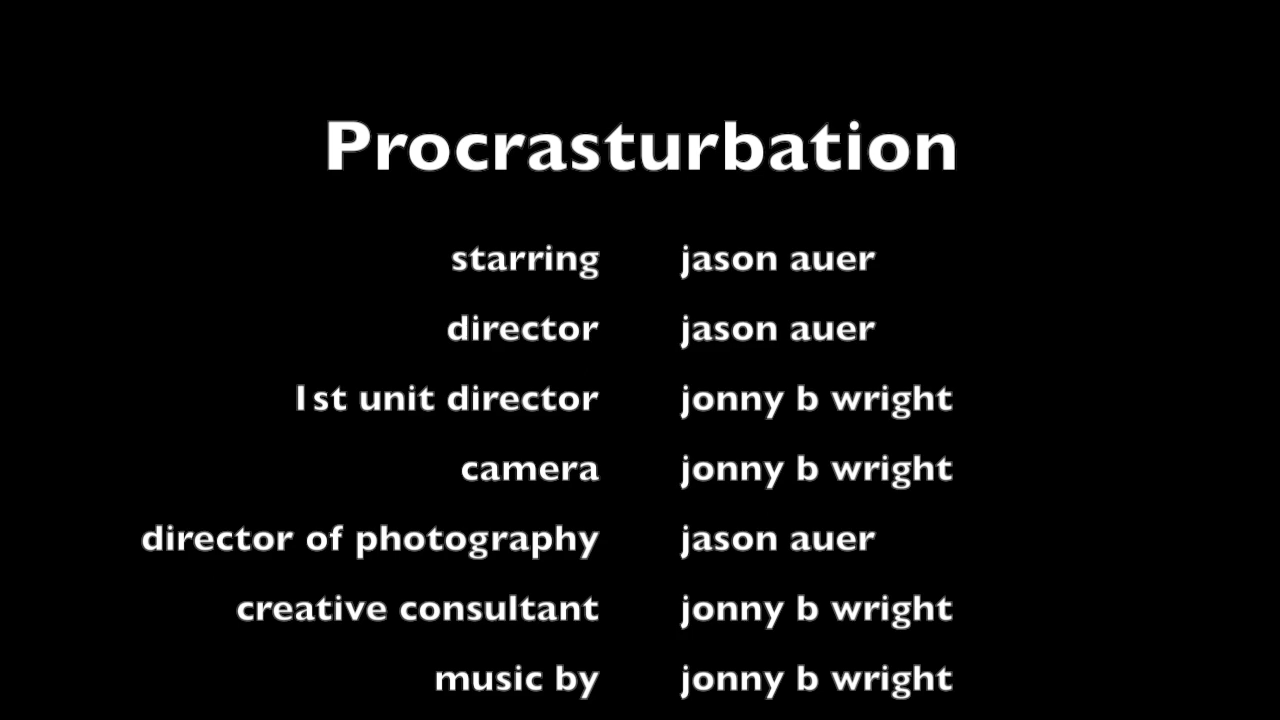 Procrasturbation
starring jason auer
director jason auer
1st unit director jonny b wright
camera jonny b wright
director of photography jason auer
creative consultant jonny b wright
music by jonny b wright